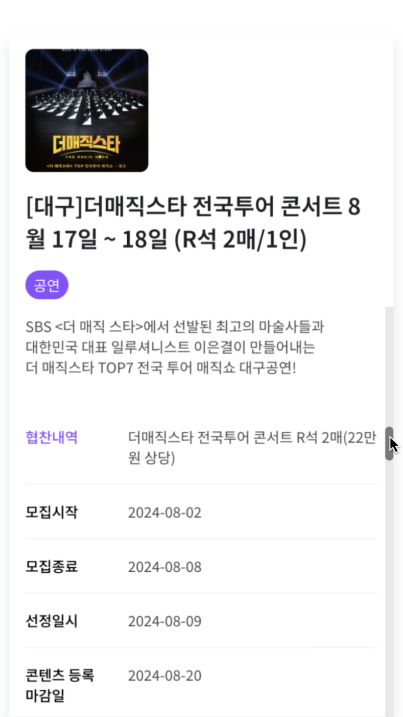 더매직스타
THE MAGIC STAR
[대구]더매직스타 전국투어 콘서트 8
월 17일 ~ 18일 (R석 2매/1인)
공연
SBS <더 매직 스타>에서 선발된 최고의 마술사들과
대한민국 대표 일루셔니스트 이은결이 만들어내는
더 매직스타 TOP7 전국 투어 매직쇼 대구공연!
협찬내역 더매직스타 전국투어 콘서트 R석 2매(22만
원 상당)
모집시작 2024-08-02
모집종료 2024-08-08
선정일시 2024-08-09
콘텐츠 등록 2024-08-20
마감일